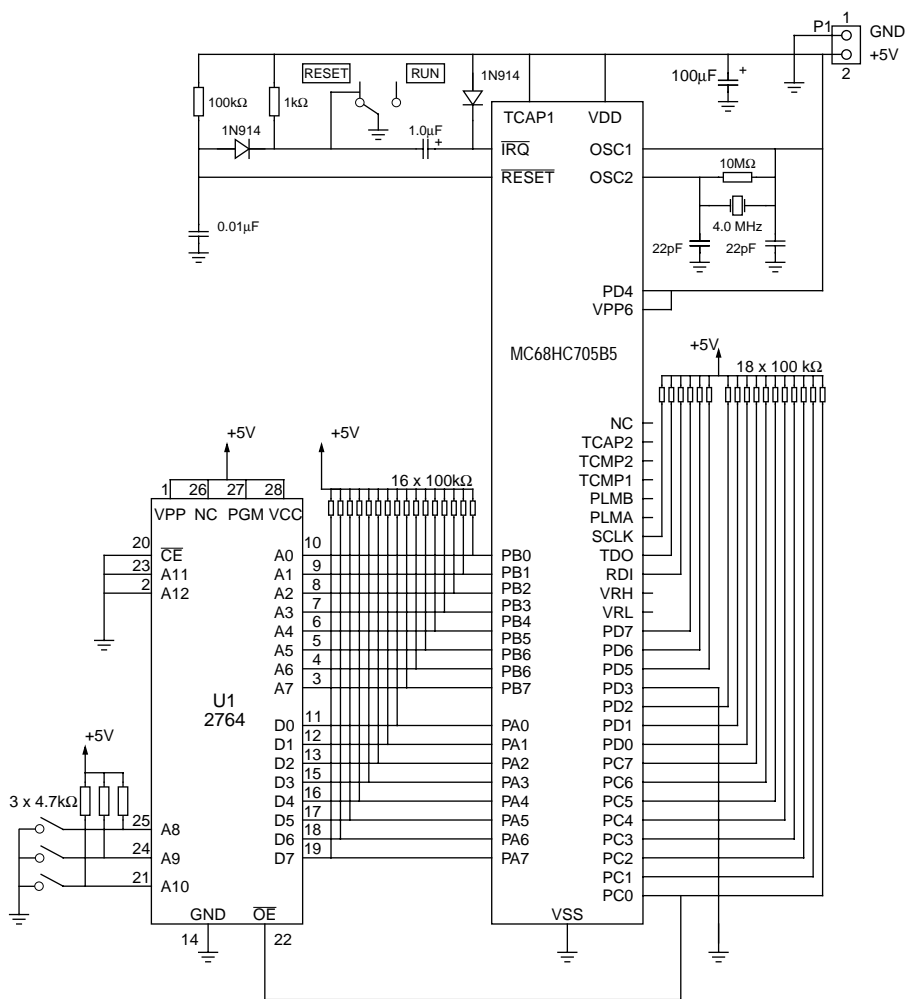 1
P1 GND
+5V
2
RESET RUN
1N914
100µF +
100kΩ 1kΩ
1N914
1.0µF +
TCAP1 VDD
IRQ OSC1
RESET OSC2
10MΩ
4.0 MHz
0.01µF
22pF 22pF
PD4
VPP6
MC68HC705B5
+5V
18 x 100 kΩ
NC
TCAP2
TCMP2
TCMP1
PLMB
PLMA
SCLK
TDO
RDI
VRH
VRL
PD7
PD6
PD5
PD3
PD2
PD1
PD0
PC7
PC6
PC5
PC4
PC3
PC2
PC1
PC0
+5V +5V
16 x 100kΩ
1 26 27 28
VPP NC PGM VCC
20 CE
23 A11
2 A12
A0 10 PB0
A1 9 PB1
A2 8 PB2
A3 7 PB3
A4 6 PB4
PB5
A5 5 PB6
A6 4 PB6
A7 3 PB7
U1
2764
D0 11 PA0
D1 12 PA1
D2 13 PA2
D3 15 PA3
D4 16 PA4
D5 17 PA5
D6 18 PA6
D7 19 PA7
+5V
3 x 4.7kΩ
25 A8
24 A9
21 A10
GND OE
14 22
VSS